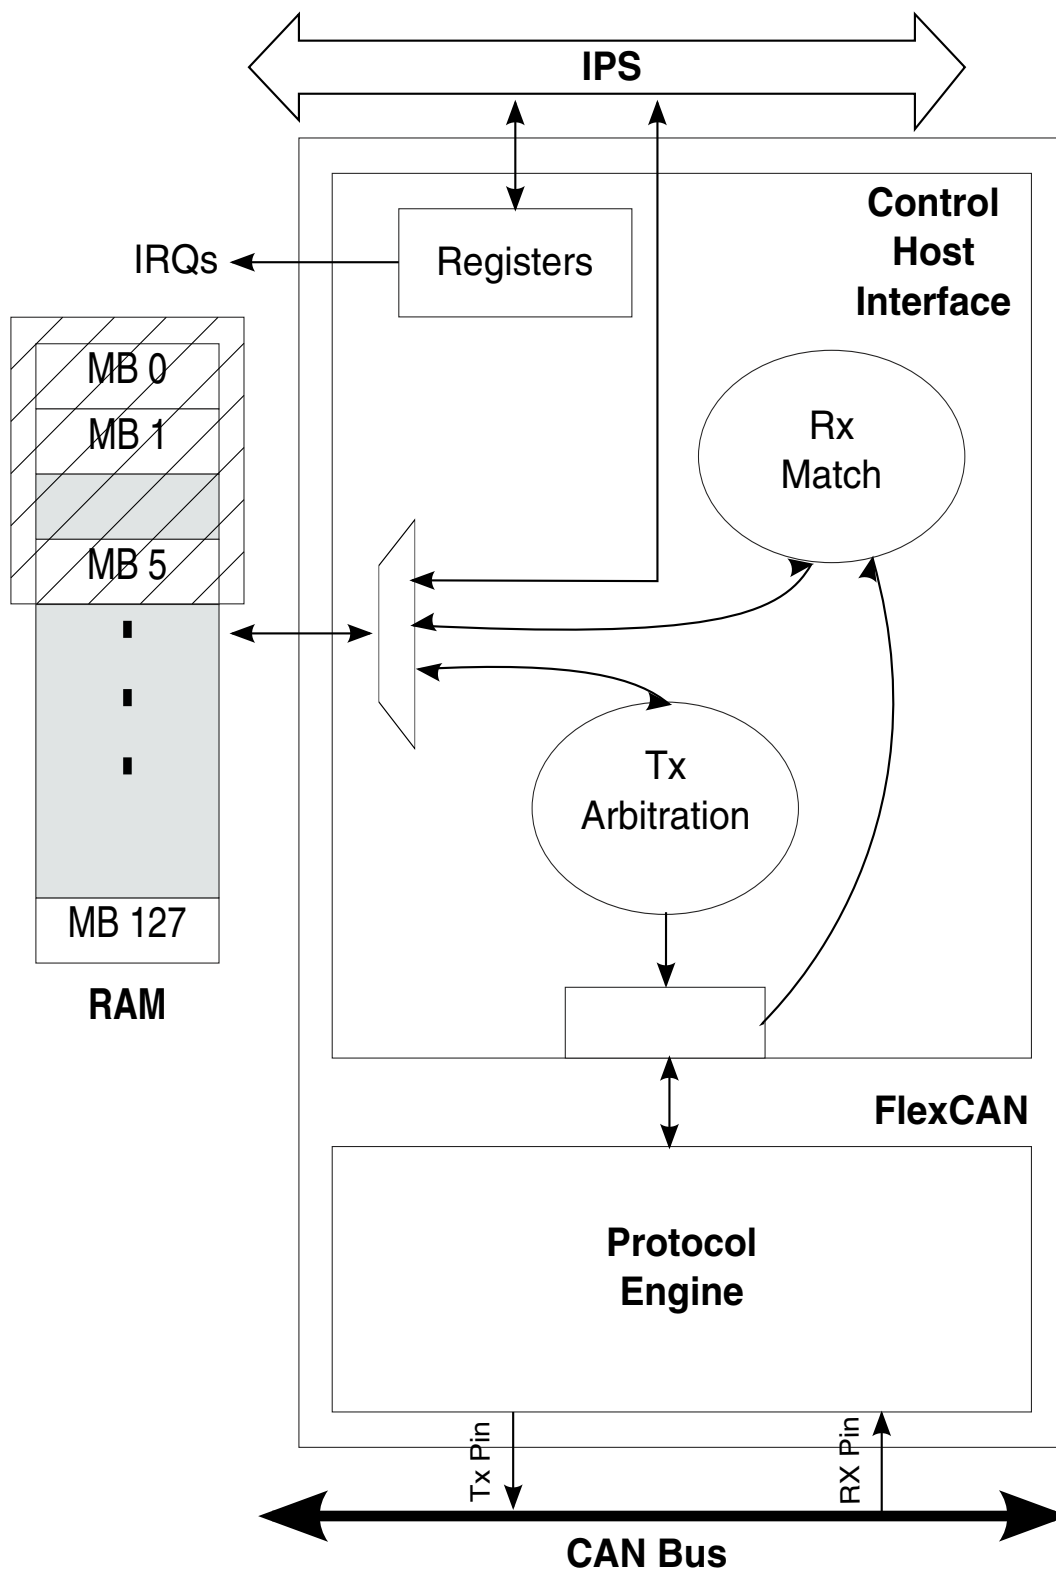 IPS
Control
Host
Interface
IRQs
Registers
MB 0
MB 1
MB 5
MB 127
RAM
Rx
Match
Tx
Arbitration
FlexCAN
Protocol
Engine
Tx Pin
RX Pin
CAN Bus